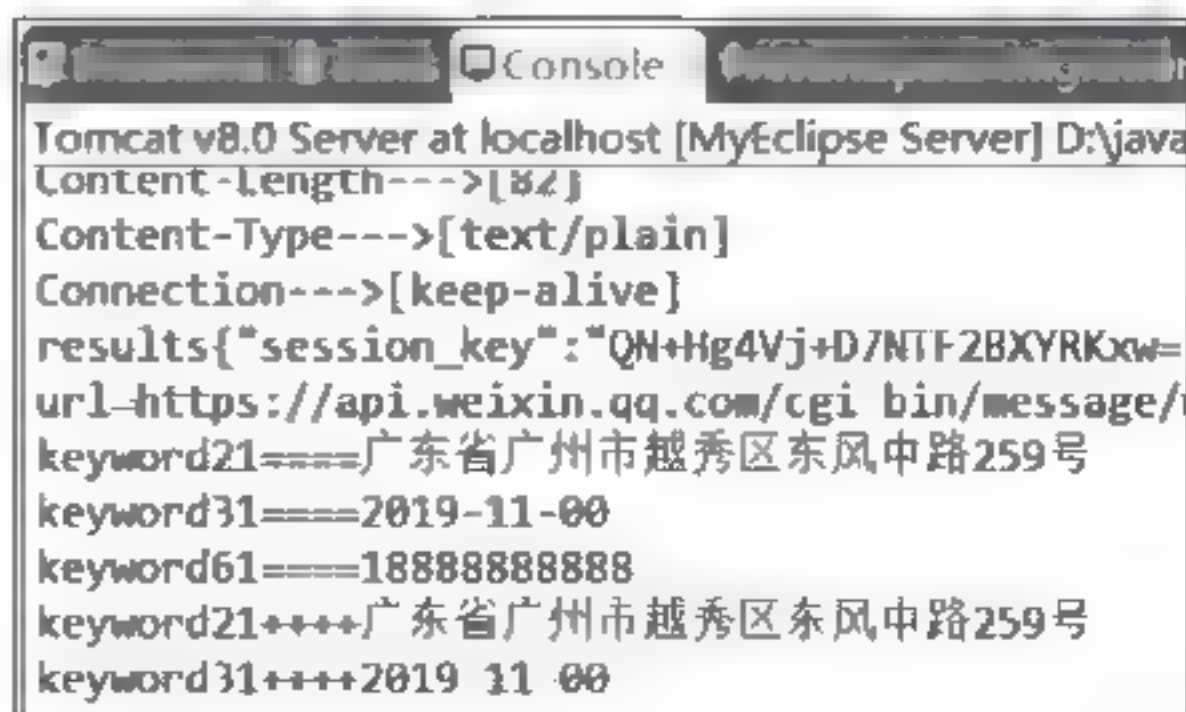 Console
Tomcat v8.0 Server at localhost [MyEclipse Server] D:\java
Content-Length--->[82]
Content-Type--->[text/plain]
Connection--->[keep-alive]
results{"session_key":"QN+Hg4Vj+D7NTF2BXYRKxw=
url=https://api.weixin.qq.com/cgi bin/message/
keyword21====广东省广州市越秀区东风中路259号
keyword31====2019-11-00
keyword61====18888888888
keyword21++++广东省广州市越秀区东风中路259号
keyword31++++2019 11 00